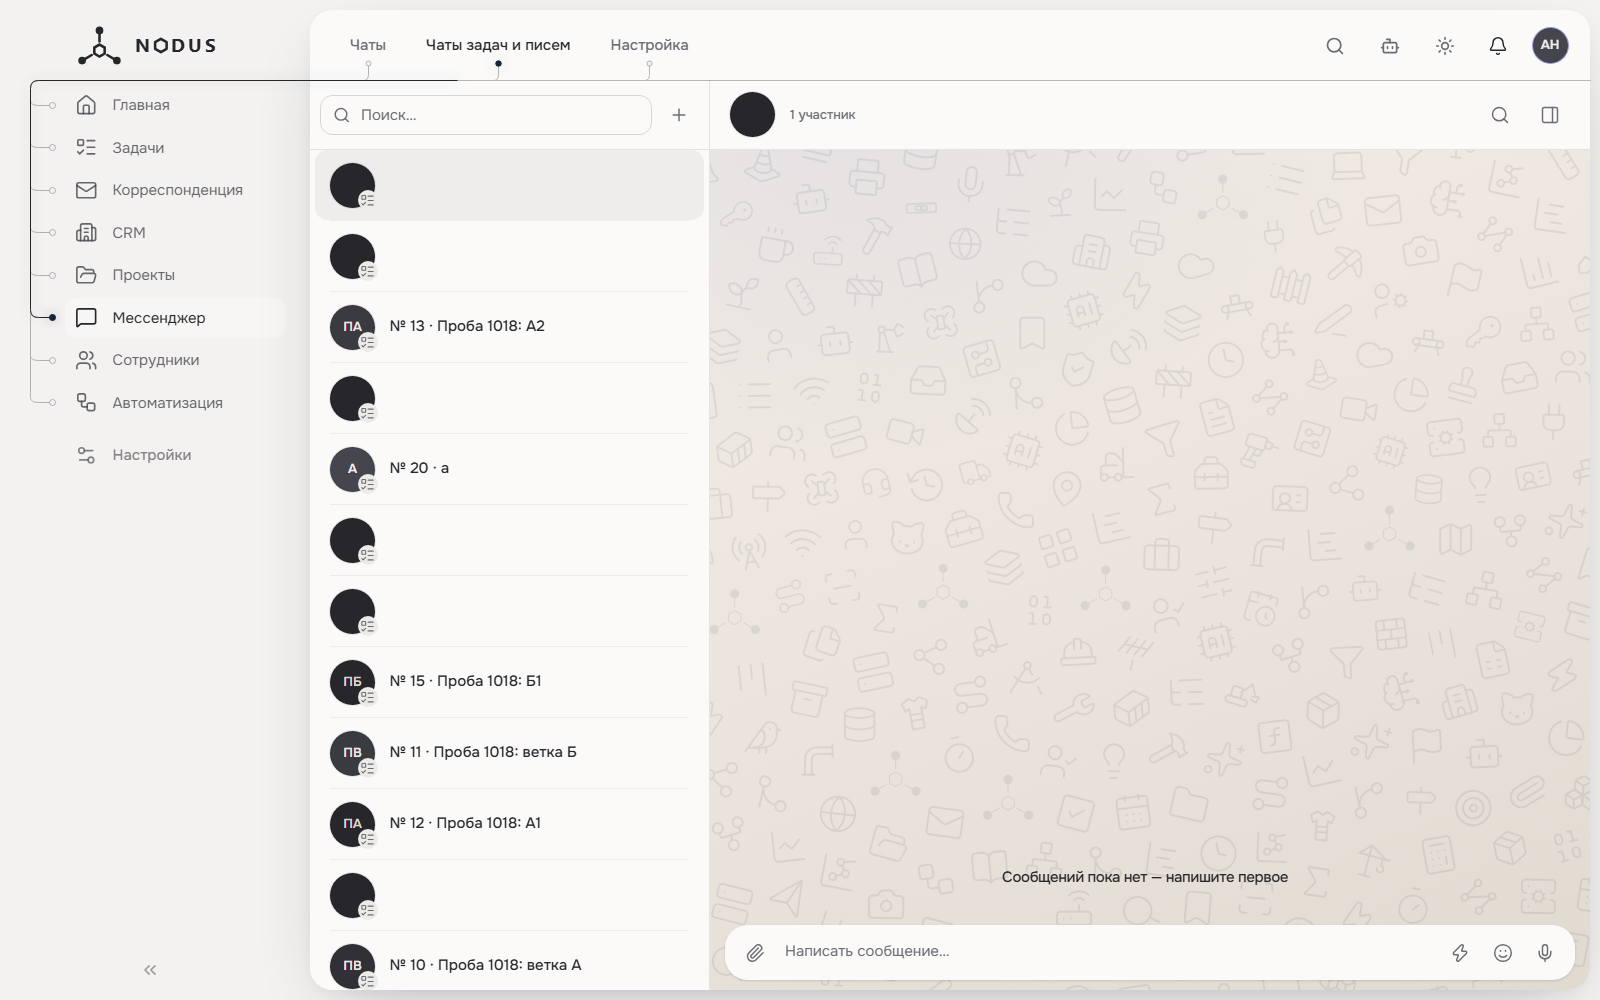 NODUS
Чаты
Чаты задач и писем
Настройка
АН
Главная
Задачи
Корреспонденция
CRM
Проекты
Мессенджер
Сотрудники
Автоматизация
Настройки
Поиск...
1 участник
ПА
№ 13 · Проба 1018: А2
А
№ 20 · а
ПБ
№ 15 · Проба 1018: Б1
ПВ
№ 11 · Проба 1018: ветка Б
ПА
№ 12 · Проба 1018: А1
ПВ
№ 10 · Проба 1018: ветка А
Сообщений пока нет — напишите первое
Написать сообщение...